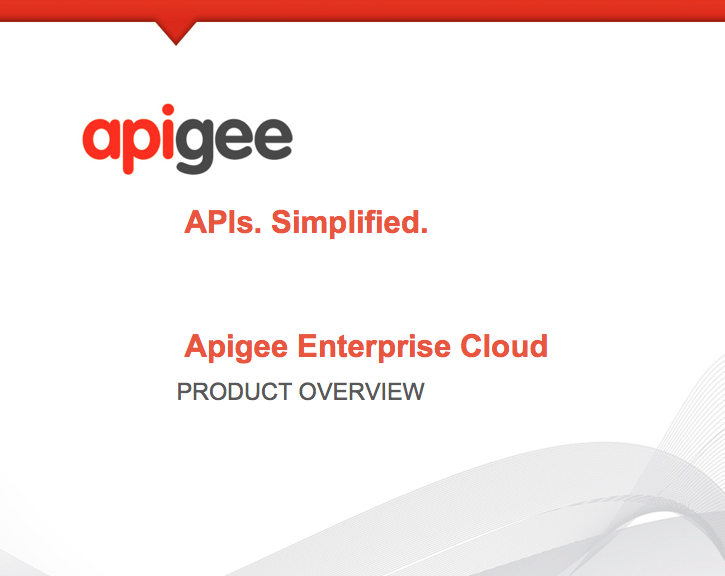 apigee
APIs. Simplified.
Apigee Enterprise Cloud
PRODUCT OVERVIEW